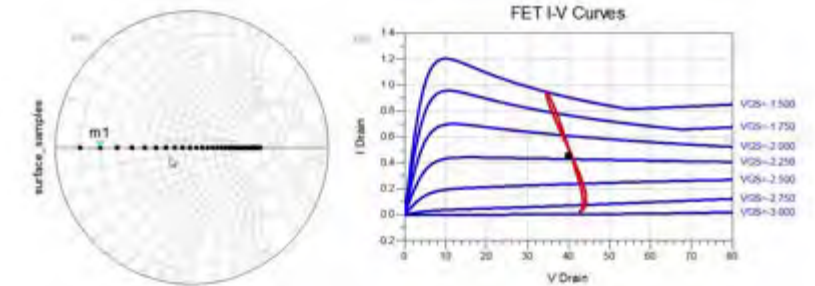 FET I-V Curves
m1
surface_samples
I Drain
1.4
1.2
1.0
0.8
0.6
0.4
0.2
0.0
-0.2
0
10
20
30
40
50
60
70
80
V Drain
VGS=-1.500
VGS=-1.750
VGS=-2.000
VGS=-2.250
VGS=-2.500
VGS=-2.750
VGS=-3.000